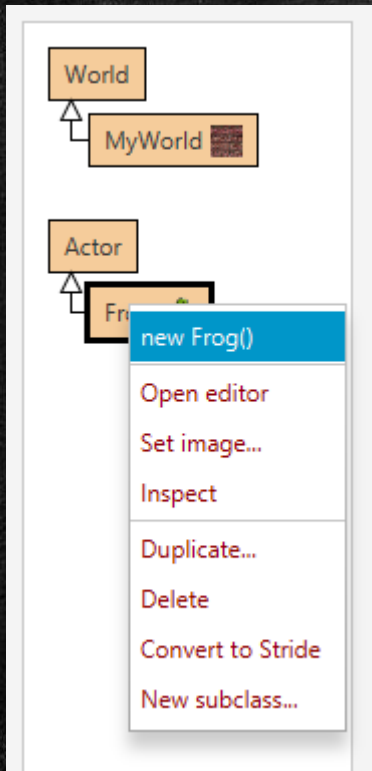 World
MyWorld
Actor
new Frog()
Open editor
Set image...
Inspect
Duplicate...
Delete
Convert to Stride
New subclass...